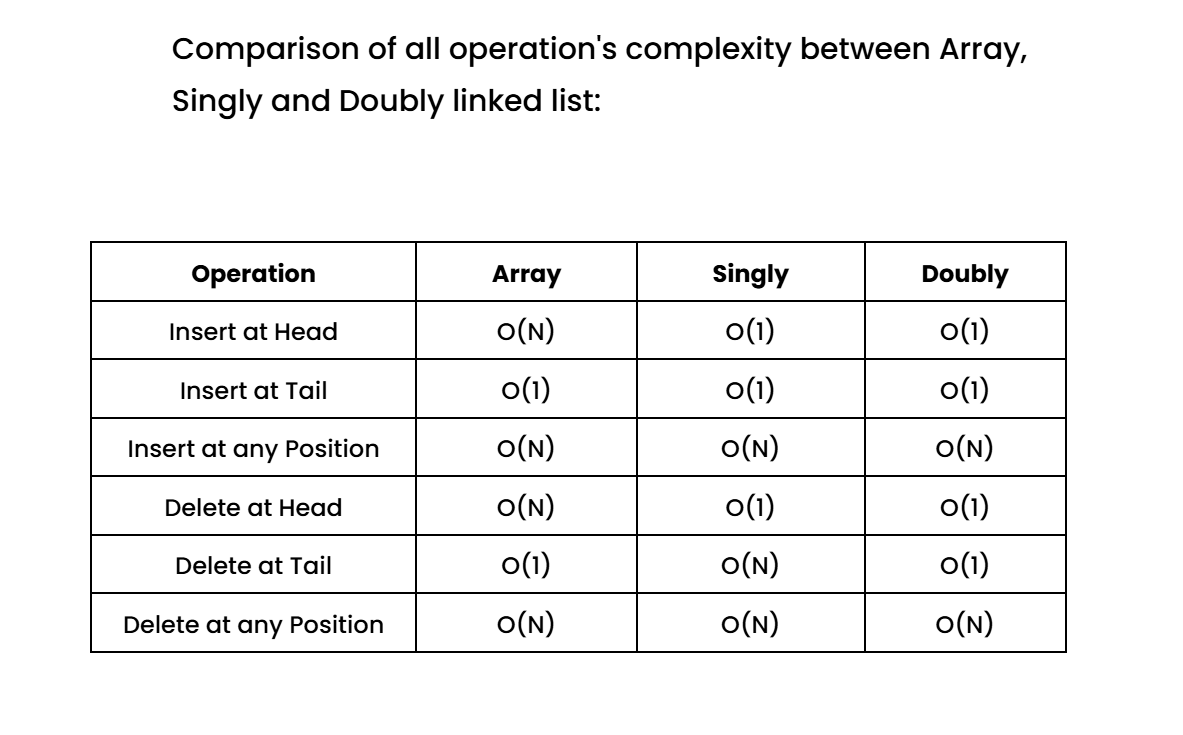 Comparison of all operation's complexity between Array,
Singly and Doubly linked list:
Operation Array Singly Doubly
Insert at Head O(N) O(1) O(1)
Insert at Tail O(1) O(1) O(1)
Insert at any Position O(N) O(N) O(N)
Delete at Head O(N) O(1) O(1)
Delete at Tail O(1) O(N) O(1)
Delete at any Position O(N) O(N) O(N)